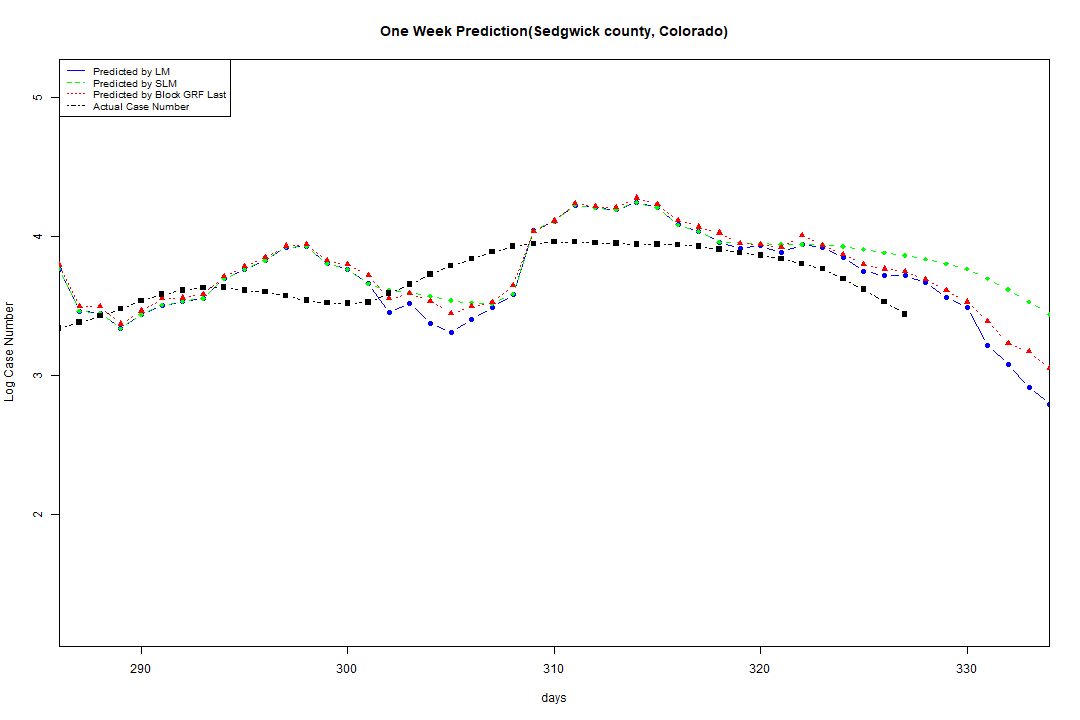 One Week Prediction(Sedgwick county, Colorado)
Predicted by LM
Predicted by SLM
Predicted by Block GRF Last
Actual Case Number
5
4
3
2
Log Case Number
290 300 310 320 330
days